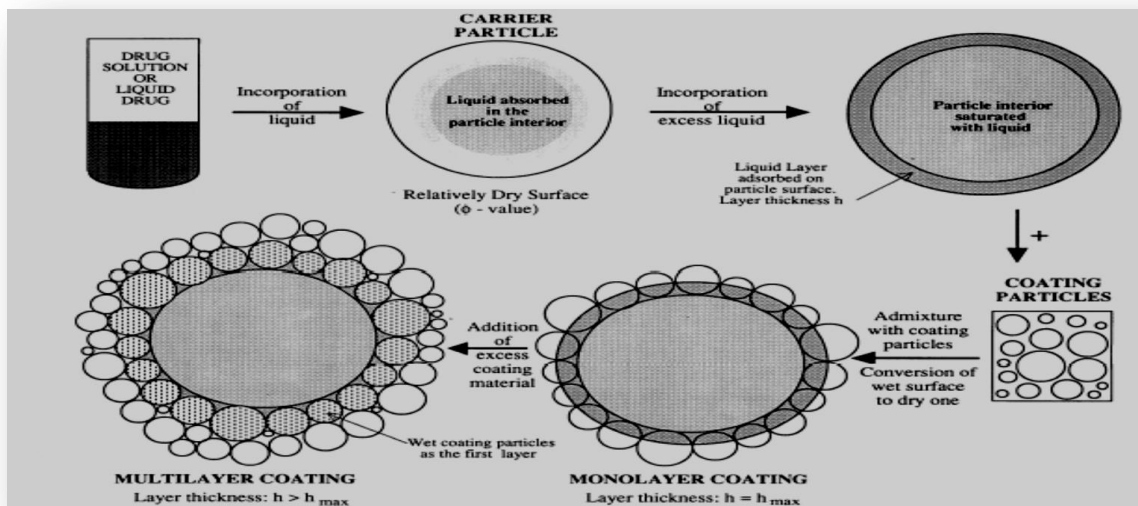 DRUG
SOLUTION
OR
LIQUID
DRUG
Incorporation
of
liquid
CARRIER
PARTICLE
Liquid absorbed
in the
particle interior
Relatively Dry Surface
(ϕ - value)
Incorporation
of
excess liquid
Particle interior
saturated
with liquid
Liquid Layer
adsorbed on
particle surface.
Layer thickness h
+
COATING
PARTICLES
Admixture
with coating
particles
Conversion of
wet surface
to dry one
MONOLAYER COATING
Layer thickness: h = h max
Addition
of
excess
coating
material
Wet coating particles
as the first layer
MULTILAYER COATING
Layer thickness: h > h max